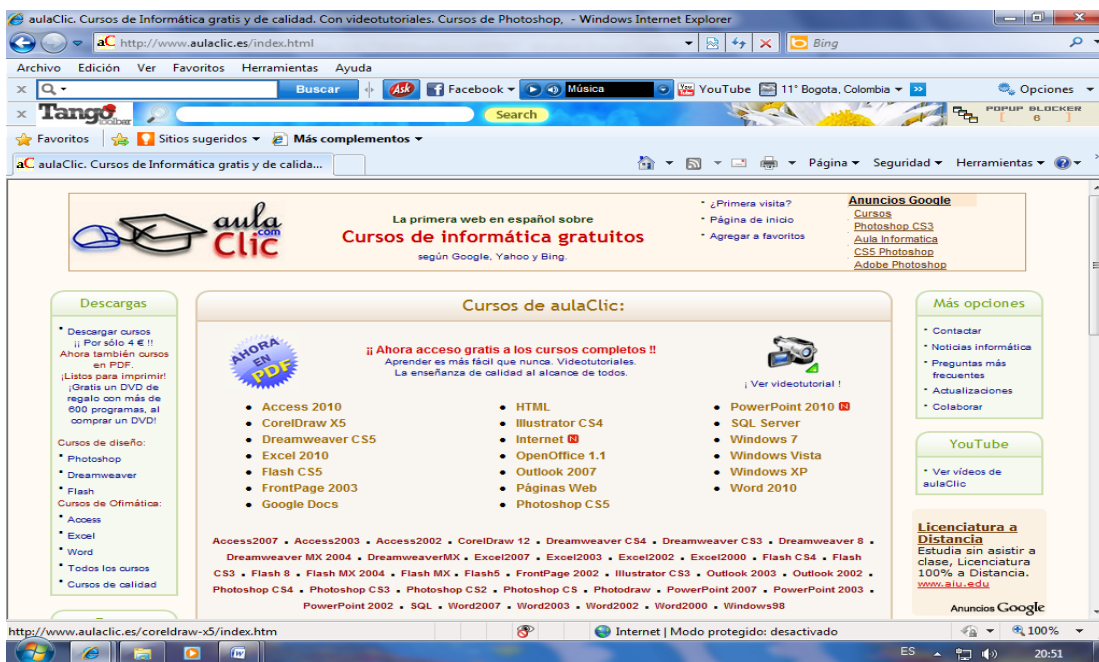 aulaClic. Cursos de Informática gratis y de calidad. Con videotutoriales. Cursos de Photoshop, - Windows Internet Explorer
aC http://www.aulaclic.es/index.html
Bing
Archivo Edición Ver Favoritos Herramientas Ayuda
Buscar Ask Facebook Música You YouTube 11° Bogota, Colombia Opciones
Tango Toolbar Search POPUP BLOCKER
[ 6 ]
Favoritos Sitios sugeridos Más complementos
aC aulaClic. Cursos de Informática gratis y de calida... Página Seguridad Herramientas
aula
.com
Clic
La primera web en español sobre
Cursos de informática gratuitos
según Google, Yahoo y Bing.
¿Primera visita?
Página de inicio
Agregar a favoritos
Anuncios Google
Cursos
Photoshop CS3
Aula Informatica
CS5 Photoshop
Adobe Photoshop
Descargas
Descargar cursos
¡¡ Por sólo 4 € !!
Ahora también cursos
en PDF.
¡Listos para imprimir!
¡Gratis un DVD de
regalo con más de
600 programas, al
comprar un DVD!
Cursos de diseño:
Photoshop
Dreamweaver
Flash
Cursos de Ofimática:
Access
Excel
Word
Todos los cursos
Cursos de calidad
Cursos de aulaClic:
AHORA
EN
PDF
¡¡ Ahora acceso gratis a los cursos completos !!
Aprender es más fácil que nunca. Videotutoriales.
La enseñanza de calidad al alcance de todos.
¡ Ver videotutorial !
Access 2010
CorelDraw X5
Dreamweaver CS5
Excel 2010
Flash CS5
FrontPage 2003
Google Docs
HTML
Illustrator CS4
Internet N
OpenOffice 1.1
Outlook 2007
Páginas Web
Photoshop CS5
PowerPoint 2010 N
SQL Server
Windows 7
Windows Vista
Windows XP
Word 2010
Access2007 . Access2003 . Access2002 . CorelDraw 12 . Dreamweaver CS4 . Dreamweaver CS3 . Dreamweaver 8 .
Dreamweaver MX 2004 . DreamweaverMX . Excel2007 . Excel2003 . Excel2002 . Excel2000 . Flash CS4 . Flash
CS3 . Flash 8 . Flash MX 2004 . Flash MX . Flash5 . FrontPage 2002 . Illustrator CS3 . Outlook 2003 . Outlook 2002 .
Photoshop CS4 . Photoshop CS3 . Photoshop CS2 . Photoshop CS . Photodraw . PowerPoint 2007 . PowerPoint 2003 .
PowerPoint 2002 . SQL . Word2007 . Word2003 . Word2002 . Word2000 . Windows98
Más opciones
Contactar
Noticias informática
Preguntas más
frecuentes
Actualizaciones
Colaborar
YouTube
Ver vídeos de
aulaClic
Licenciatura a
Distancia
Estudia sin asistir a
clase, Licenciatura
100% a Distancia.
www.aiu.edu
Anuncios Google
http://www.aulaclic.es/coreldraw-x5/index.htm Internet | Modo protegido: desactivado 100%
ES 20:51